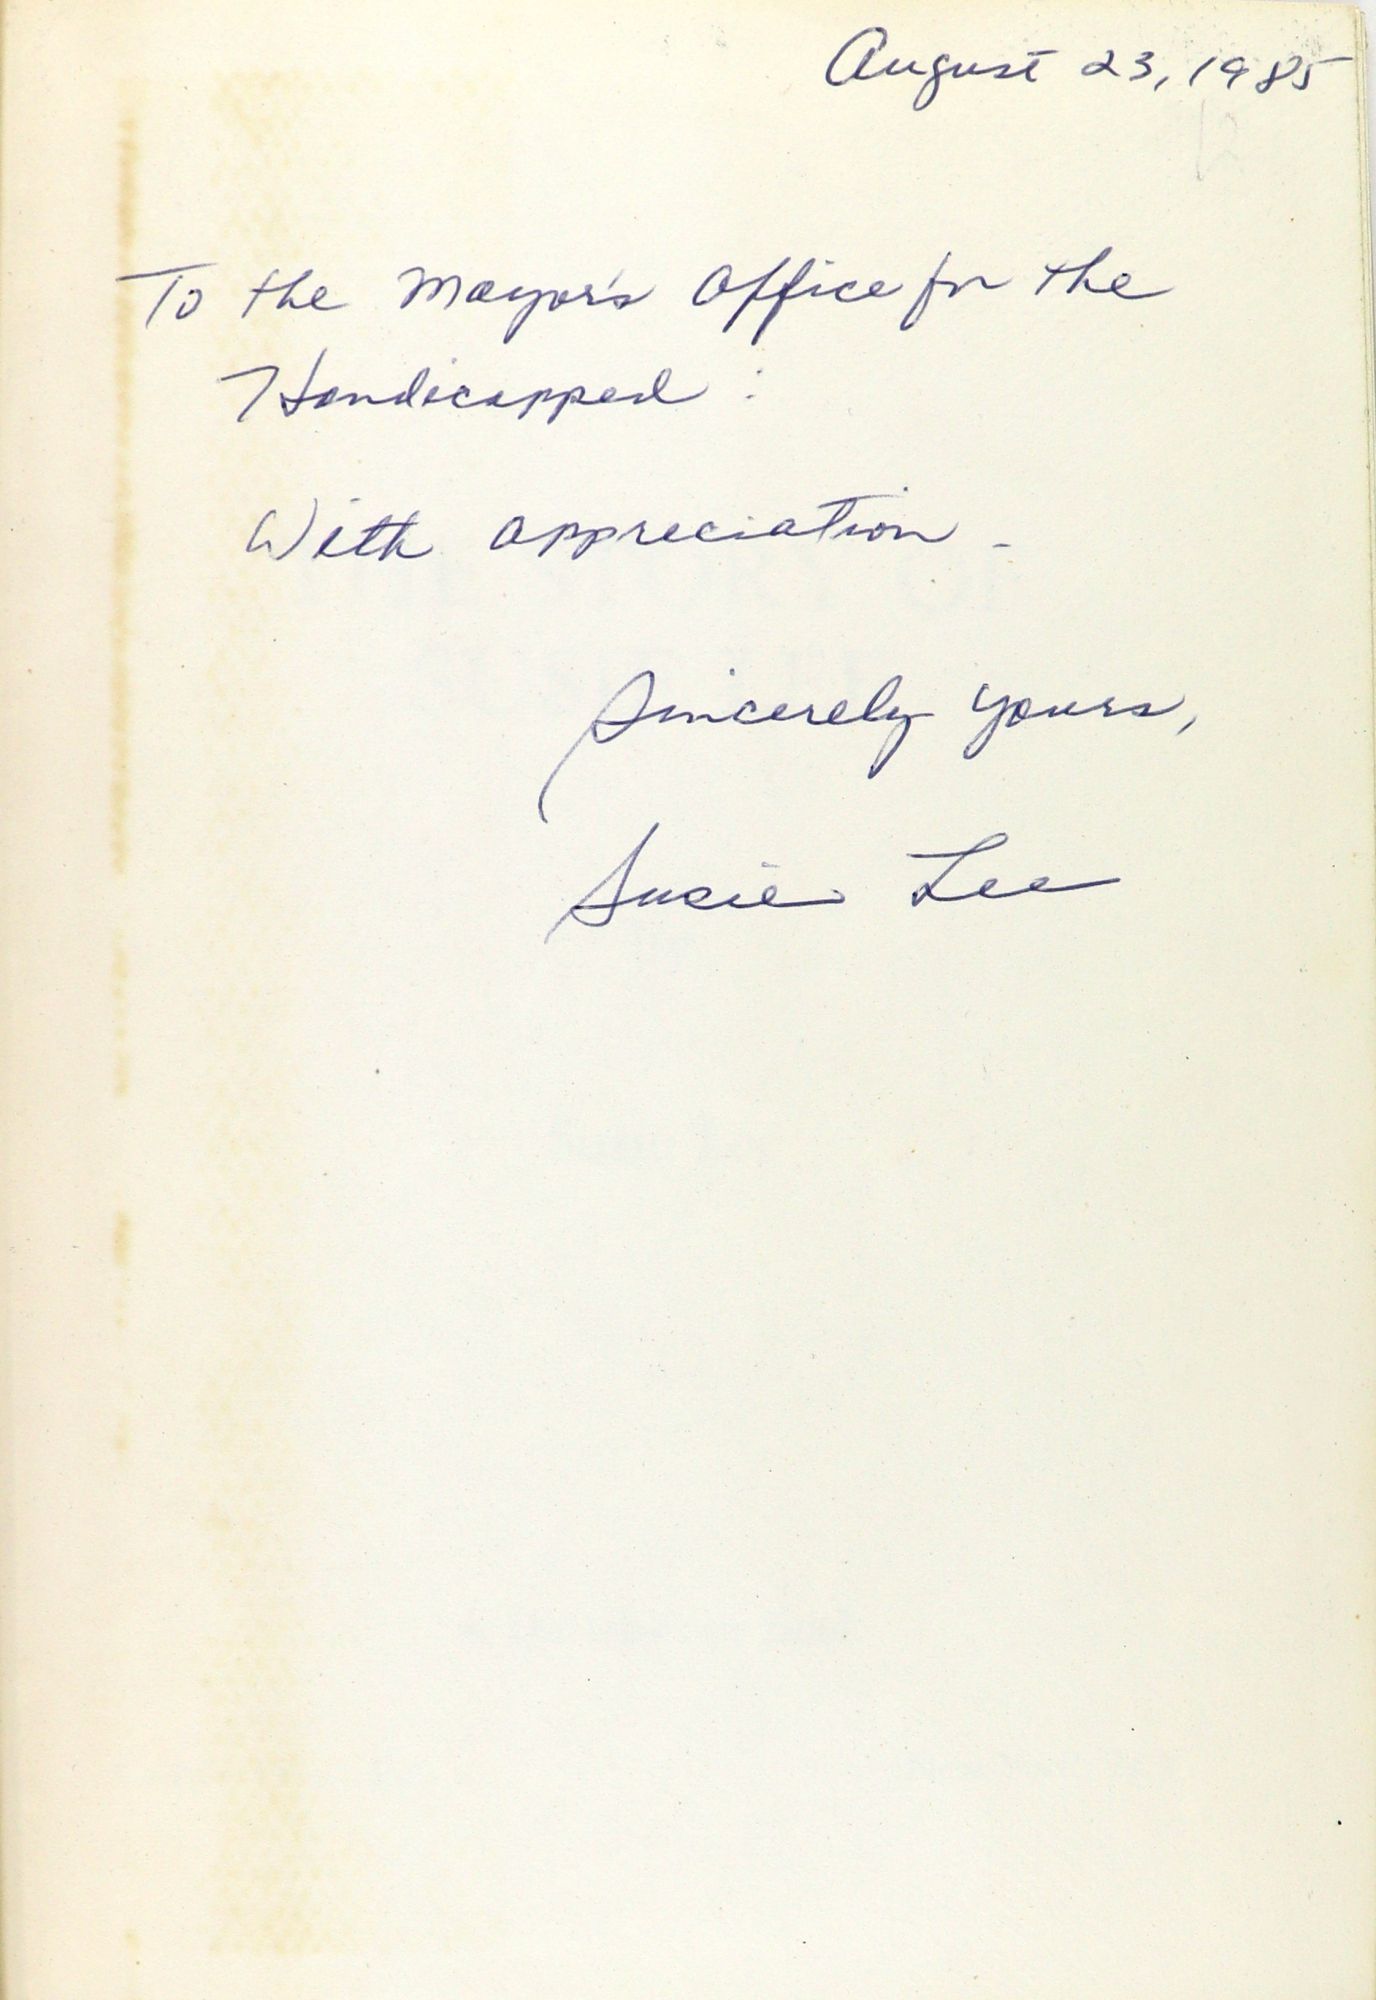 August 23, 1985
To the Mayor's Office for the
Handicapped:
With appreciation -
Sincerely yours,
Susie Lee